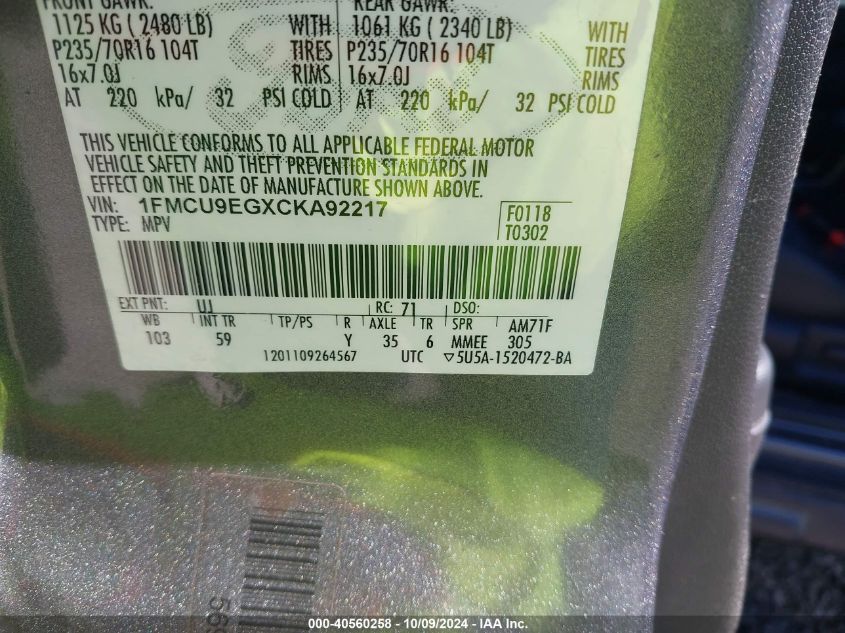 FRONT GAWR: REAR GAWR:
1125 KG ( 2480 LB) WITH 1061 KG ( 2340 LB) WITH
P235/70R16 104T TIRES P235/70R16 104T TIRES
16x7.0J RIMS 16x7.0J RIMS
AT 220 kPa/ 32 PSI COLD AT 220 kPa/ 32 PSI COLD
THIS VEHICLE CONFORMS TO ALL APPLICABLE FEDERAL MOTOR
VEHICLE SAFETY AND THEFT PREVENTION STANDARDS IN
EFFECT ON THE DATE OF MANUFACTURE SHOWN ABOVE.
VIN: 1FMCU9EGXCKA92217 F0118
TYPE: MPV T0302
EXT PNT: UJ RC: 71 DSO:
WB INT TR TP/PS R AXLE TR SPR AM71F
103 59 Y 35 6 MMEE 305
1201109264567 UTC ▽5U5A-1520472-BA
000-40560258 - 10/09/2024 - IAA Inc.